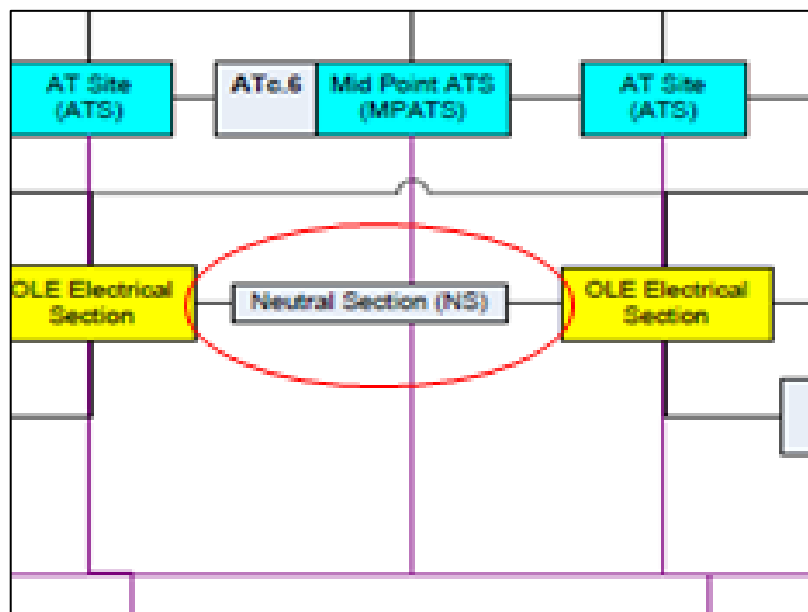 AT Site
(ATS)
ATc.6
Mid Point ATS
(MPATS)
AT Site
(ATS)
OLE Electrical
Section
Neutral Section (NS)
OLE Electrical
Section